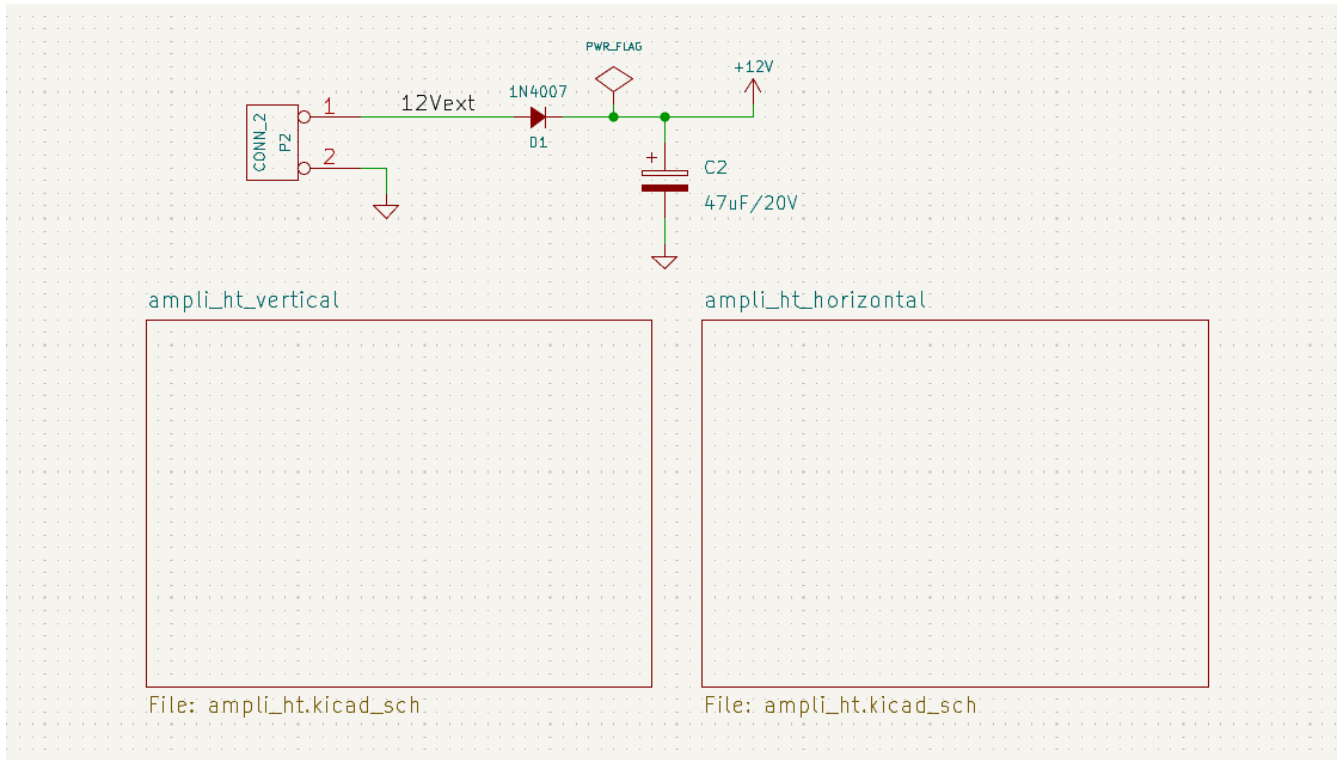 PWR_FLAG
+12V
1N4007
12Vext
1
CONN_2
P2
D1
2
+
C2
47uF/20V
ampli_ht_vertical
ampli_ht_horizontal
File: ampli_ht.kicad_sch
File: ampli_ht.kicad_sch